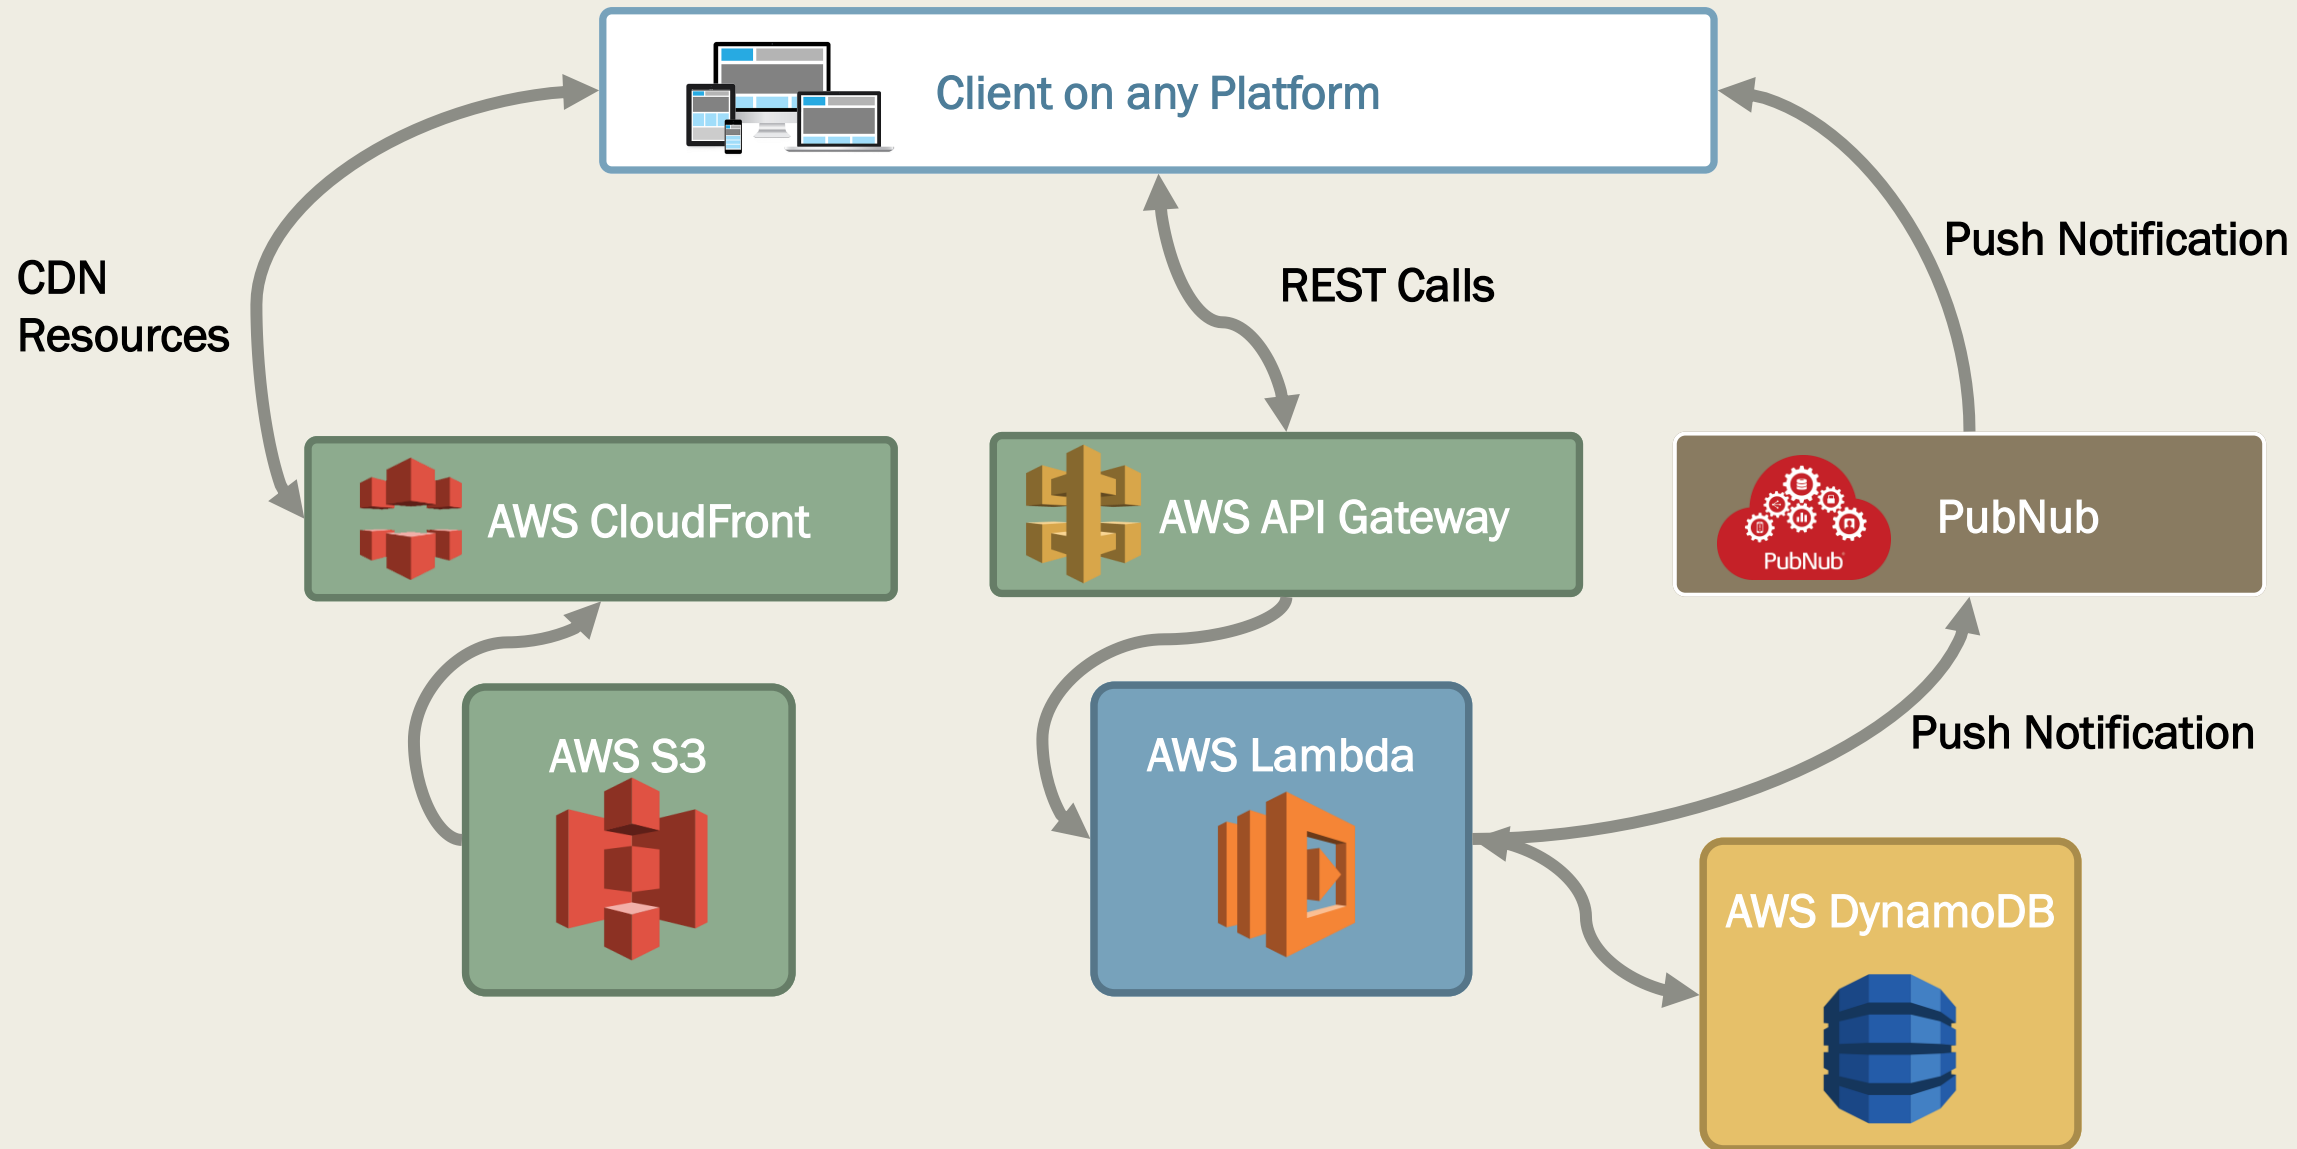 Client on any Platform
Push Notification
CDN
Resources
REST Calls
AWS CloudFront
AWS API Gateway
PubNub
PubNub
AWS S3
AWS Lambda
Push Notification
AWS DynamoDB